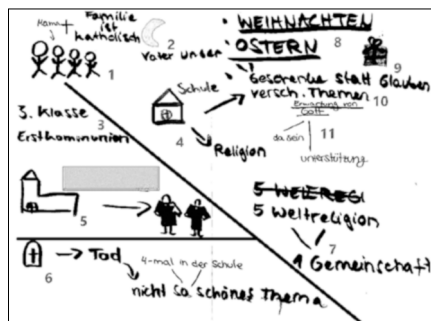 Mama + Familie
ist
katholisch
1
2
Vater unser
WEIHNACHTEN
OSTERN
8
9
Geschenke statt Glauben
versch. Themen
10
Erwartung von
Gott
11
da sein
unterstützung
Schule
4
Religion
3. Klasse
3
Erstkommunion
5
5 WELEREG
5 Weltreligion
7
1 Gemeinschaft
6
Tod
4-mal in der Schule
nicht so schönes Thema